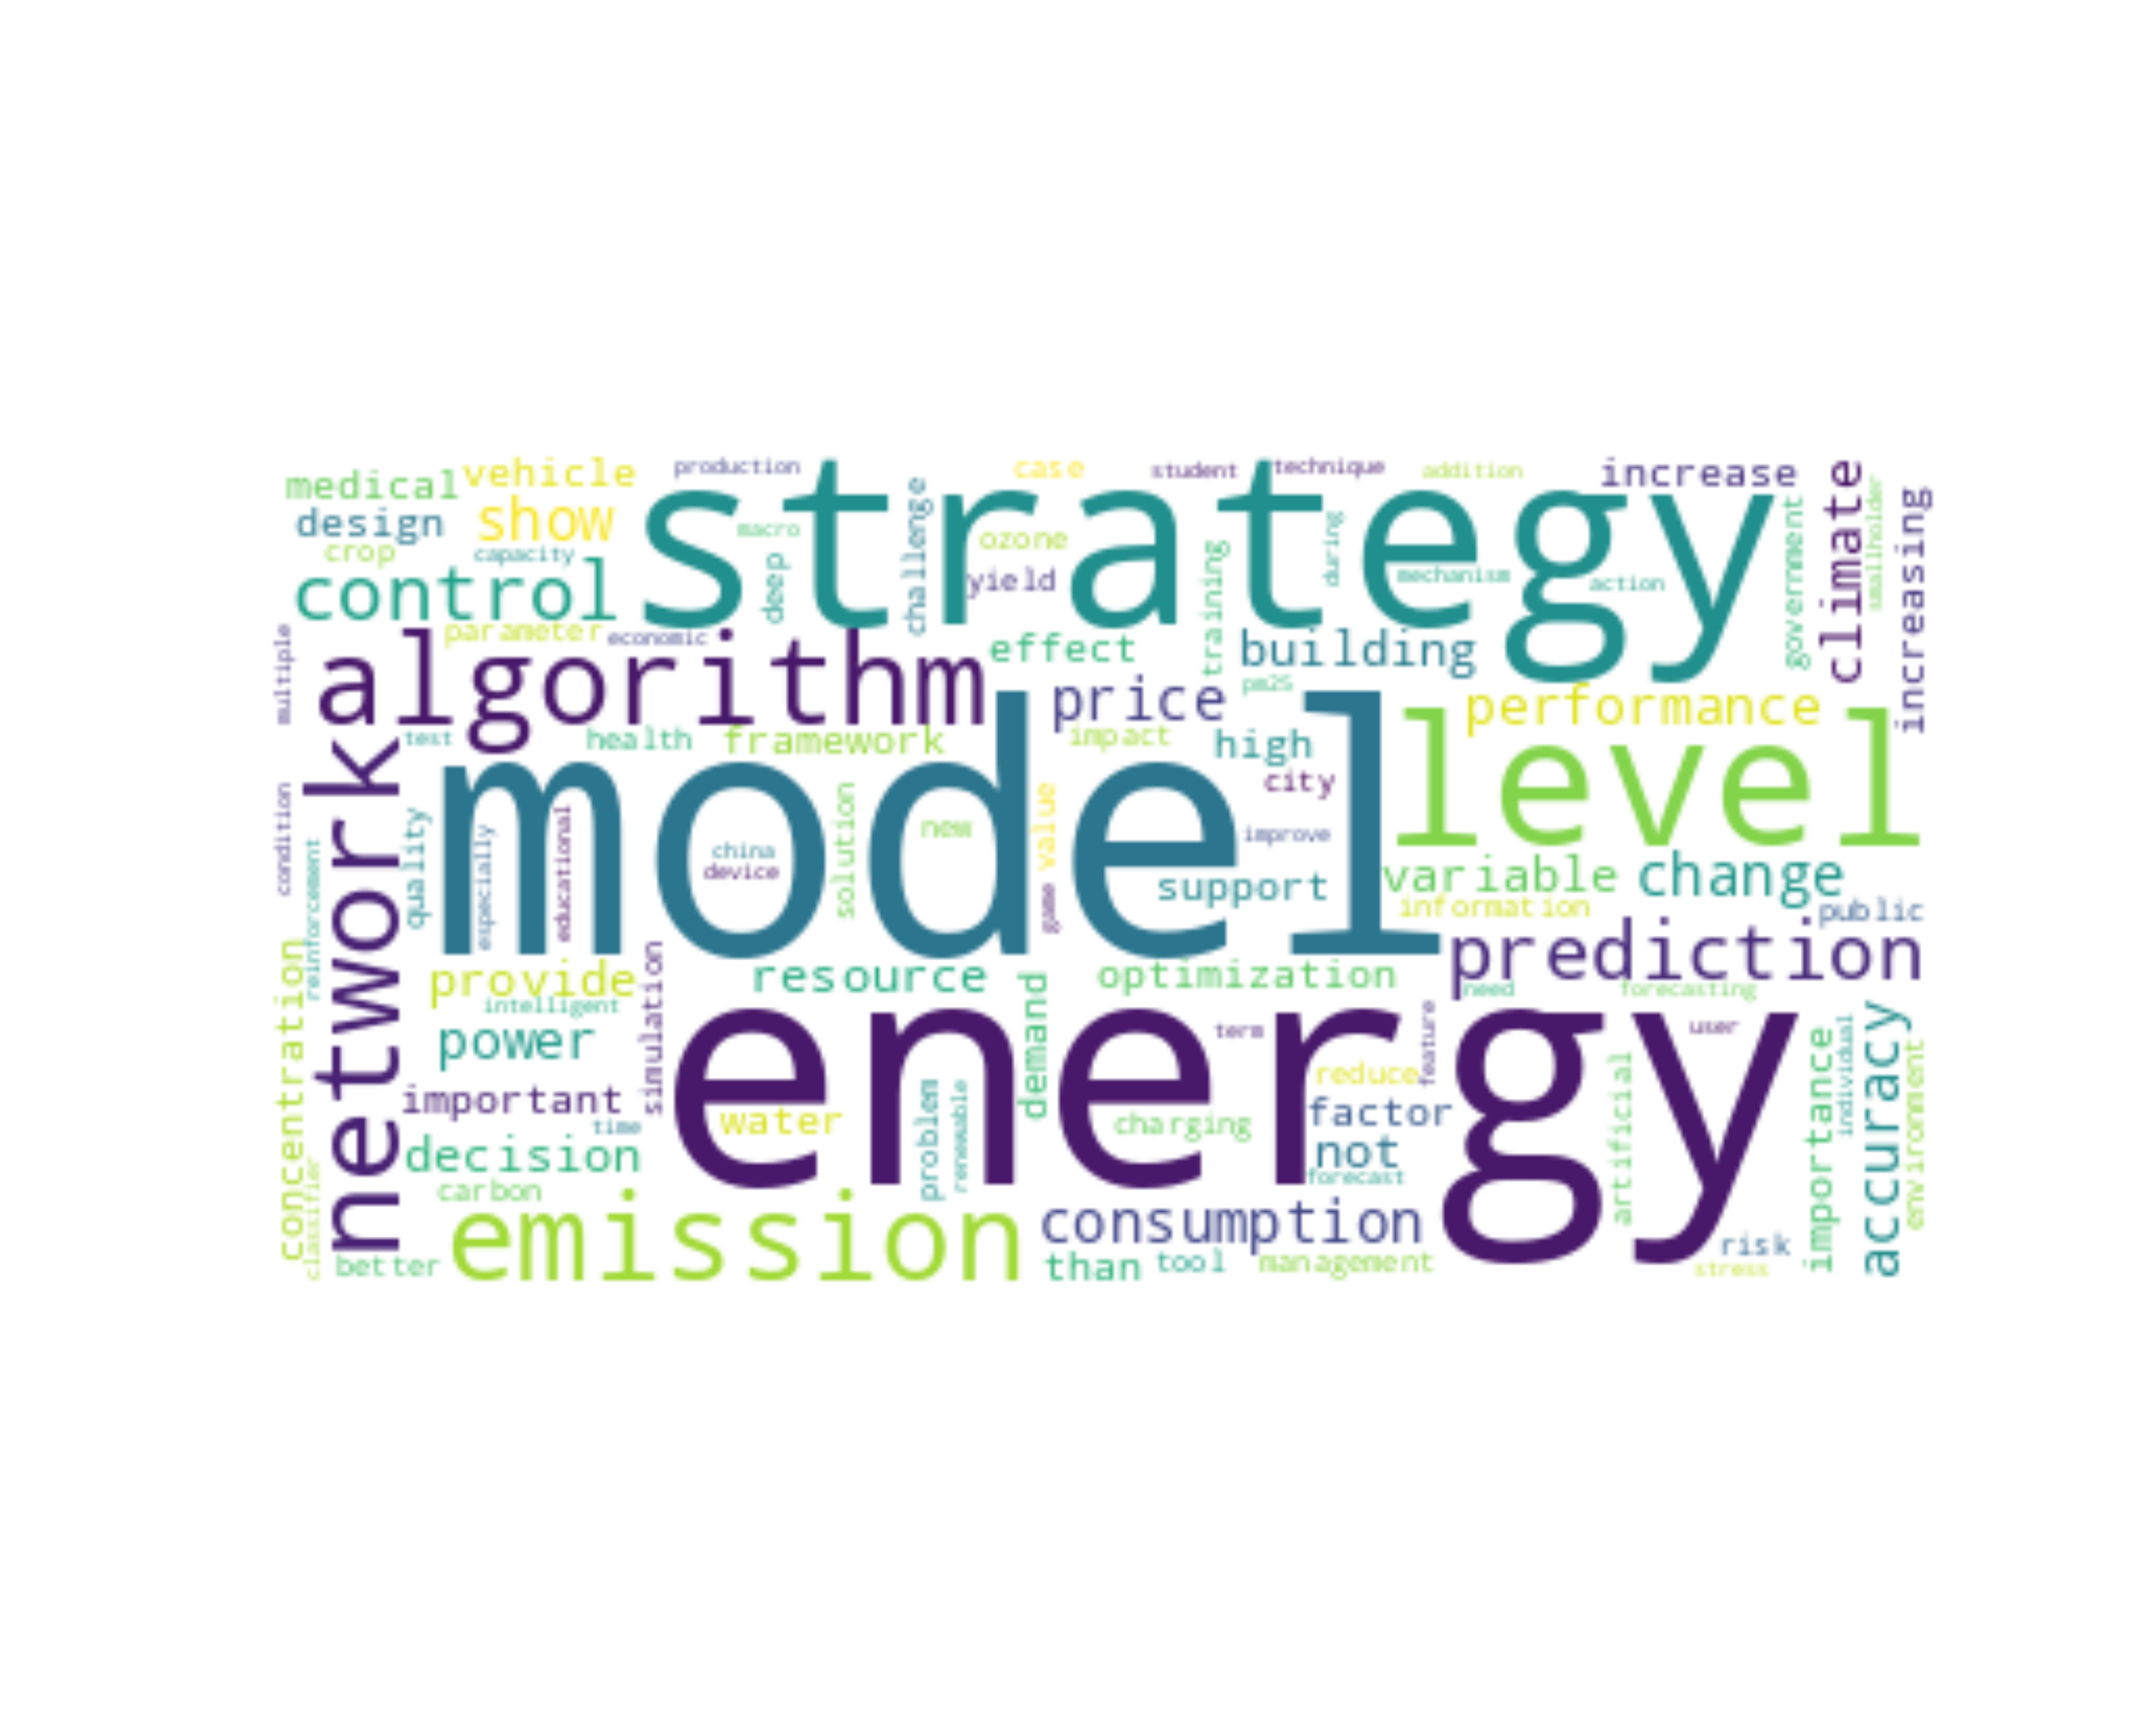 medical
vehicle
production
case
student
technique
addition
increase
climate
smallholder
increasing
design
show
strategy
macro
challenge
ozone
during
government
crop
capacity
deep
yield
training
mechanism
action
control
parameter
economic
effect
building
multiple
algorithm
price
pm25
performance
test
health
framework
impact
high
level
city
network
model
condition
quality
especially
educational
china
device
solution
new
value
game
improve
support
variable
change
information
public
reinforcement
prediction
concentration
provide
simulation
resource
demand
optimization
need
forecasting
intelligent
power
energy
term
feature
user
accuracy
important
reduce
artificial
importance
individual
environment
time
water
problem
renewable
charging
factor
not
decision
forecast
carbon
classifier
emission
consumption
better
than
tool
management
risk
stress